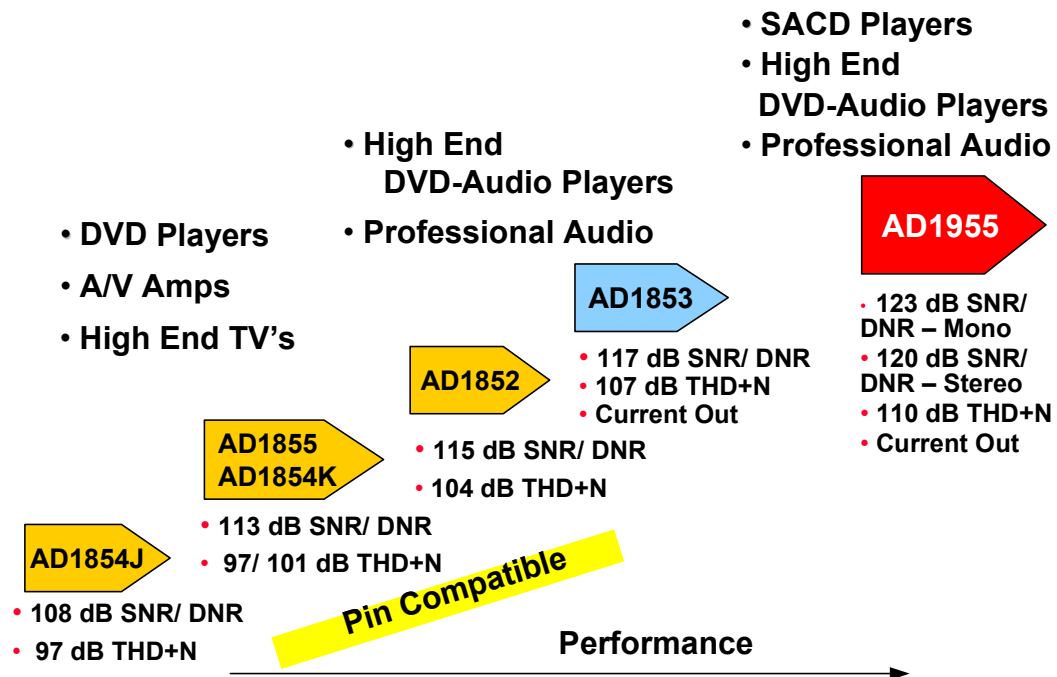 • SACD Players
• High End
DVD-Audio Players
• Professional Audio
• High End
DVD-Audio Players
• Professional Audio
• DVD Players
• A/V Amps
• High End TV’s
AD1955
• 123 dB SNR/
DNR – Mono
• 120 dB SNR/
DNR – Stereo
• 110 dB THD+N
• Current Out
AD1853
• 117 dB SNR/ DNR
• 107 dB THD+N
• Current Out
AD1852
• 115 dB SNR/ DNR
• 104 dB THD+N
AD1855
AD1854K
• 113 dB SNR/ DNR
• 97/ 101 dB THD+N
AD1854J
• 108 dB SNR/ DNR
• 97 dB THD+N
Pin Compatible
Performance